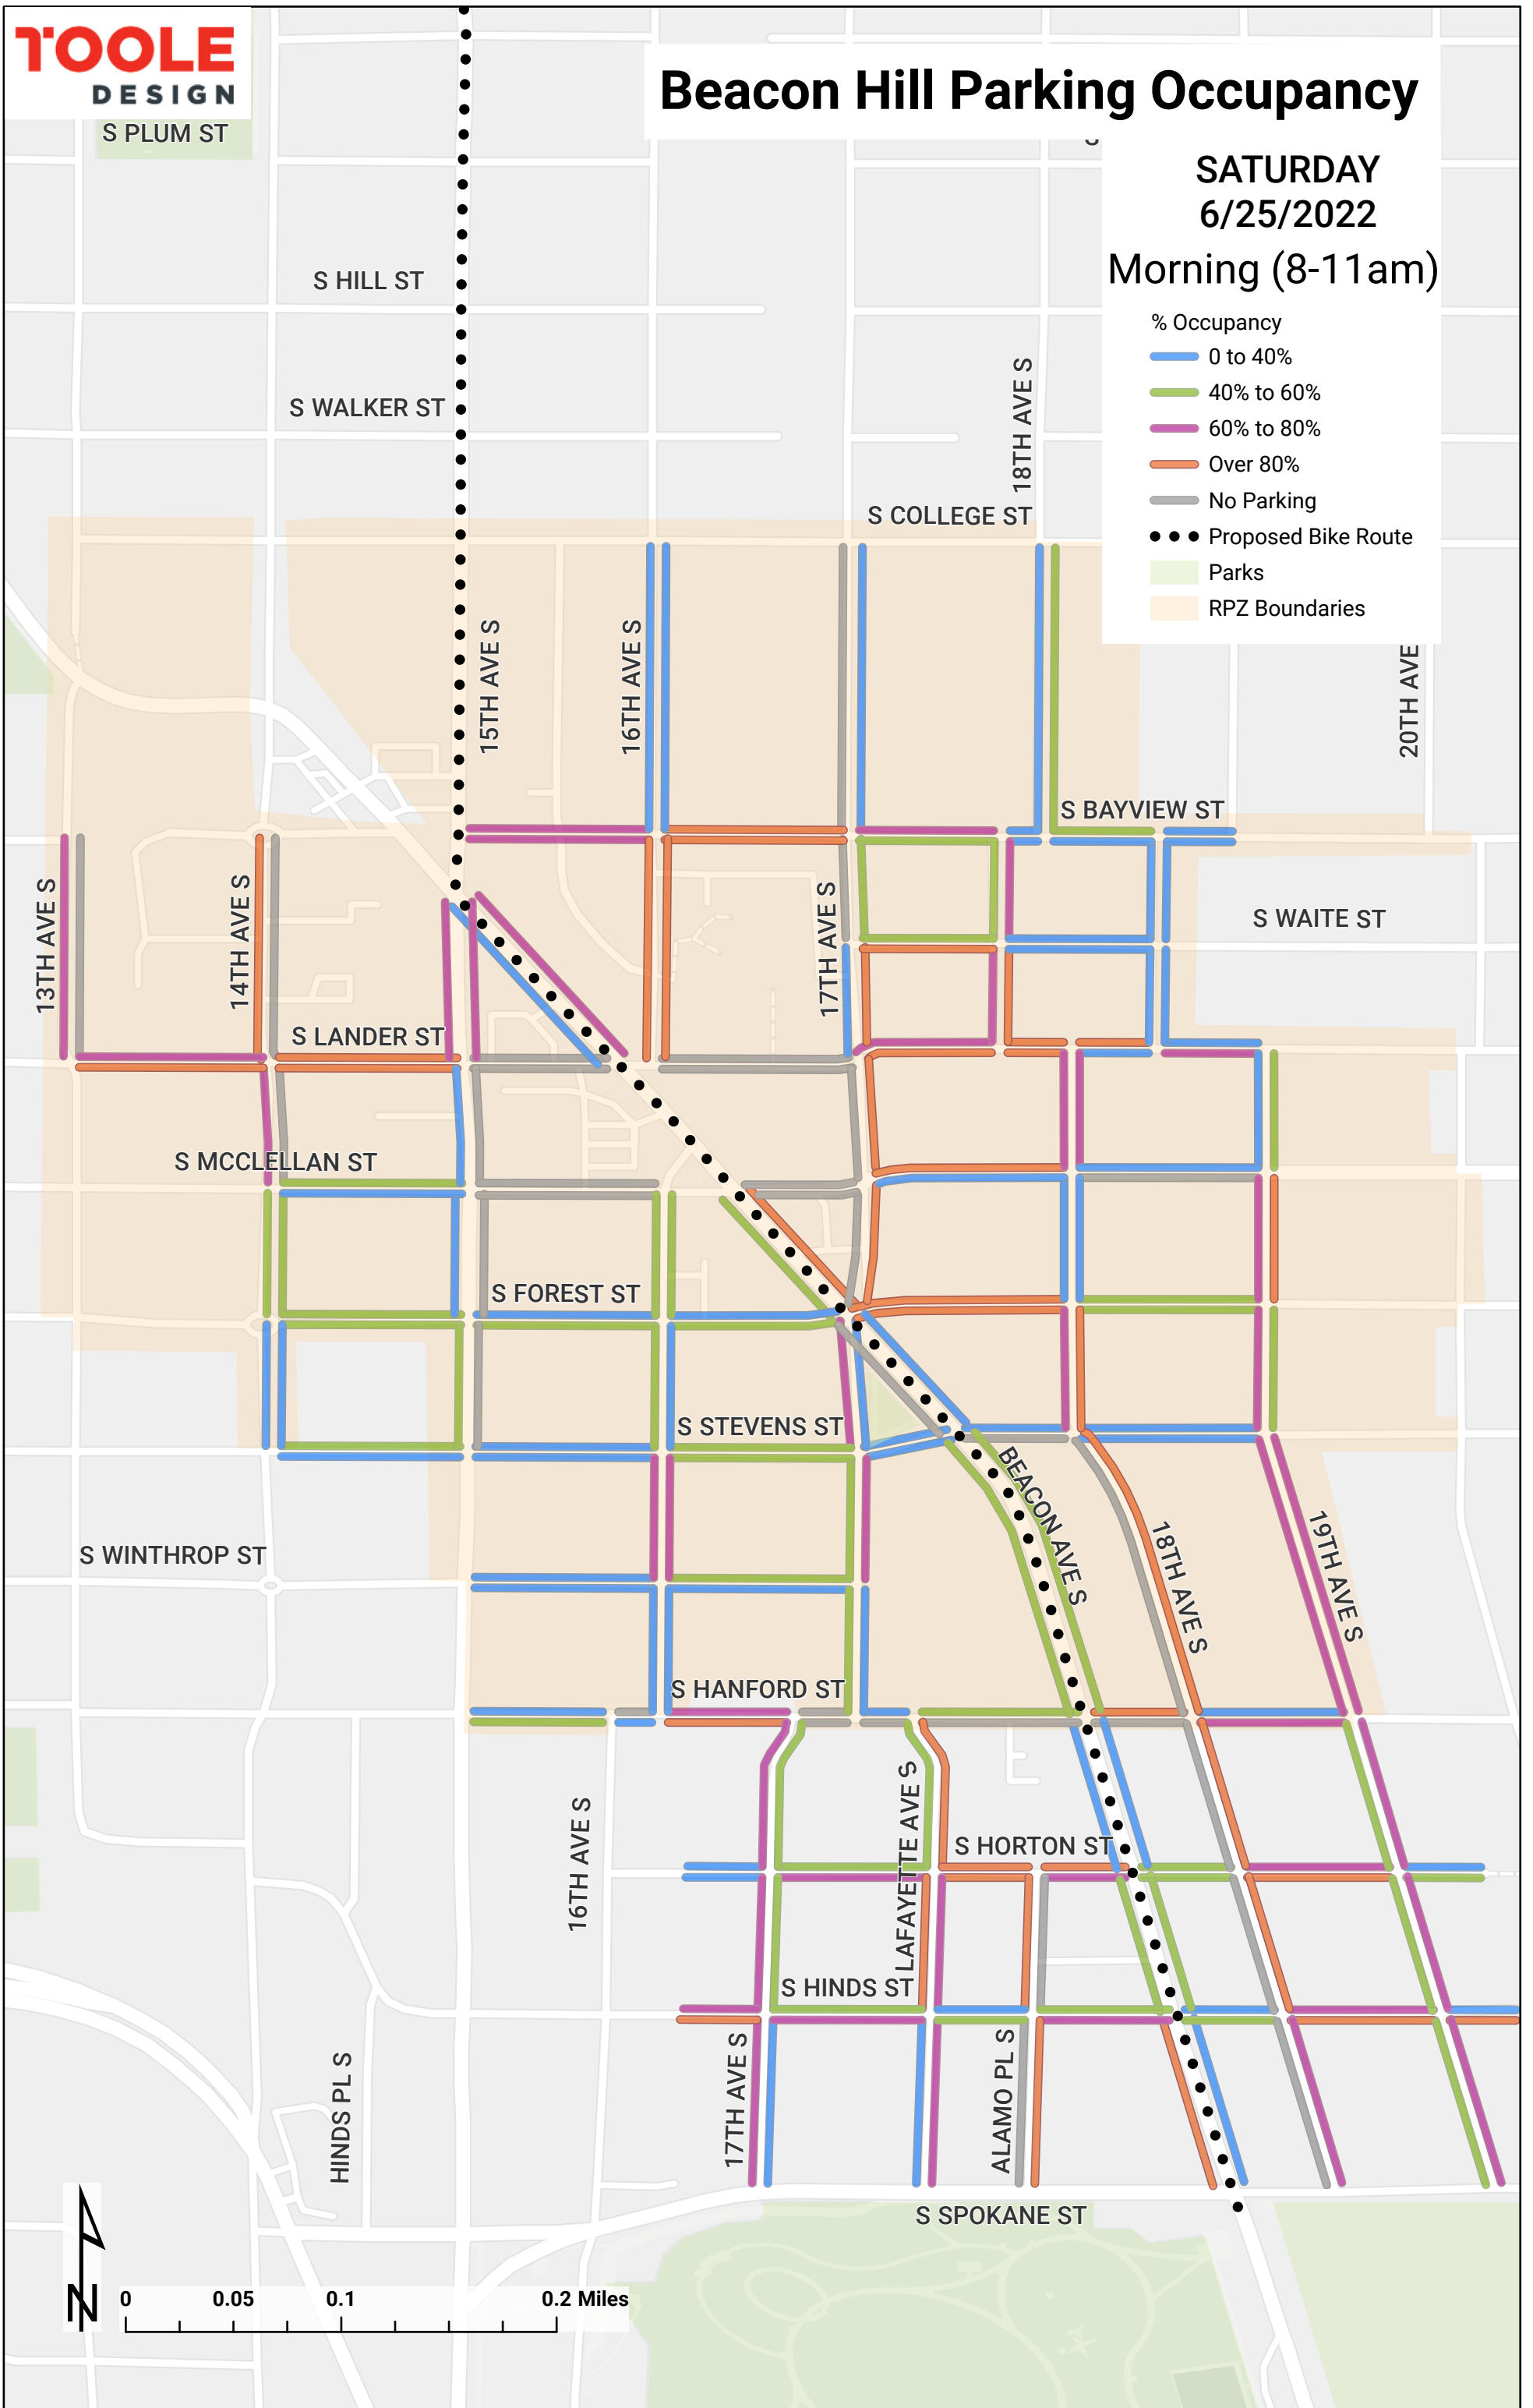 TOOLE
DESIGN
Beacon Hill Parking Occupancy
SATURDAY
6/25/2022
Morning (8-11am)
% Occupancy
0 to 40%
40% to 60%
60% to 80%
Over 80%
No Parking
Proposed Bike Route
Parks
RPZ Boundaries
S PLUM ST
S HILL ST
S WALKER ST
18TH AVE S
S COLLEGE ST
15TH AVE S
16TH AVE S
20TH AVE
S BAYVIEW ST
13TH AVE S
14TH AVE S
17TH AVE S
S WAITE ST
S LANDER ST
S MCCLELLAN ST
S FOREST ST
S STEVENS ST
BEACON AVE S
18TH AVE S
19TH AVE S
S WINTHROP ST
S HANFORD ST
16TH AVE S
LAFAYETTE AVE S
S HORTON ST
S HINDS ST
HINDS PL S
17TH AVE S
ALAMO PL S
S SPOKANE ST
N
0 0.05 0.1 0.2 Miles